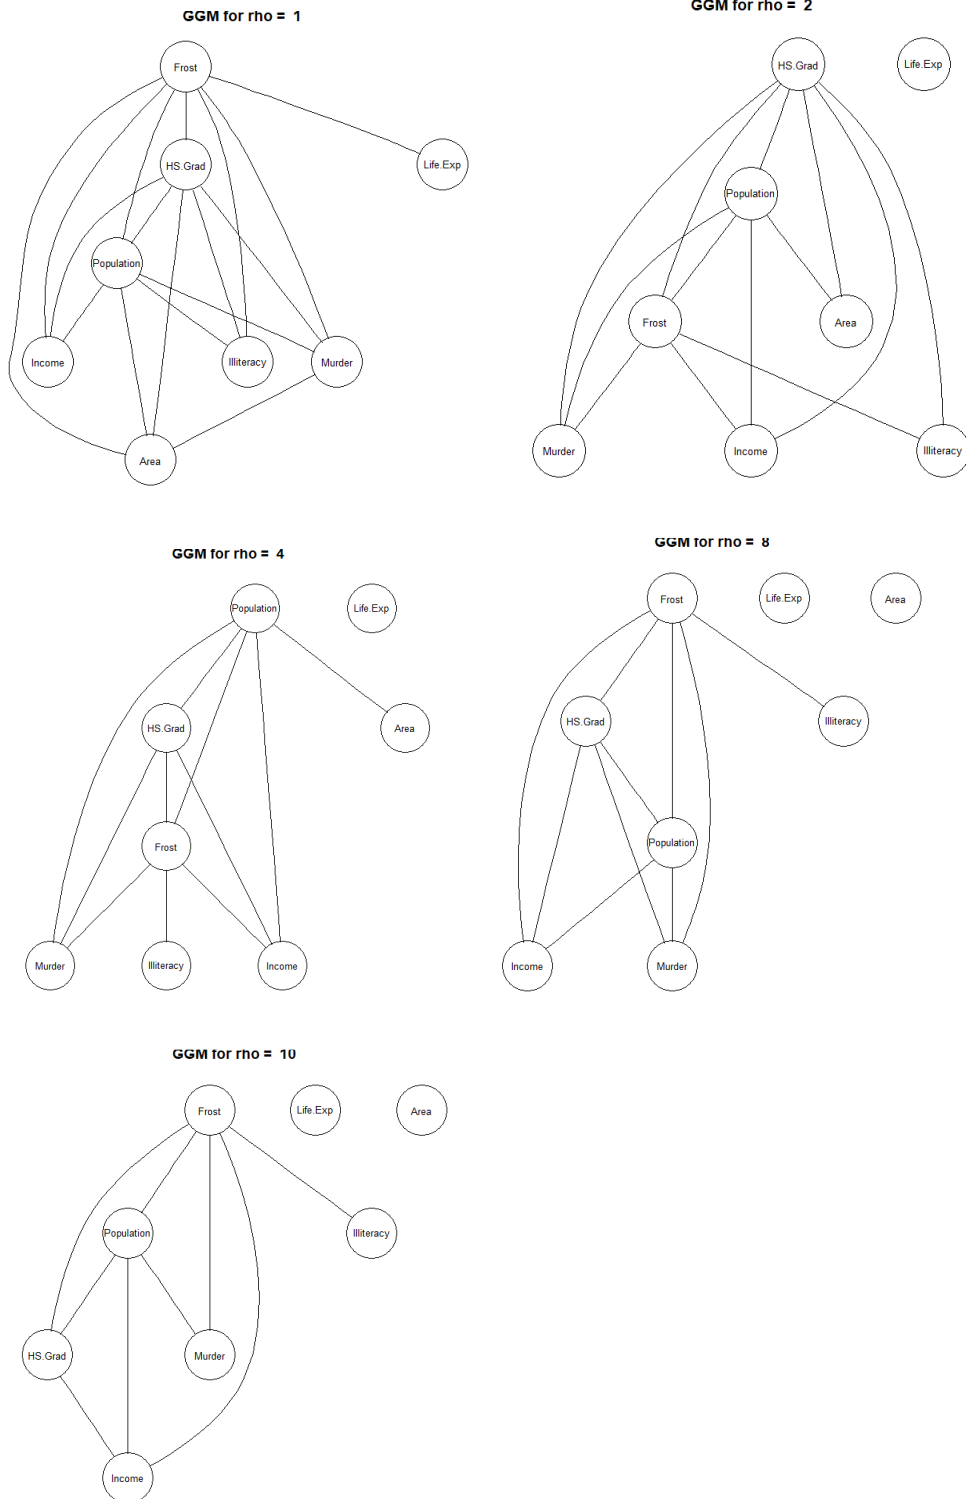 GGM for rho =  1
Frost
HS.Grad
Life.Exp
Population
Income
Illiteracy
Murder
Area
GGM for rho =  2
HS.Grad
Life.Exp
Population
Frost
Area
Murder
Income
Illiteracy
GGM for rho =  4
Population
Life.Exp
HS.Grad
Area
Frost
Murder
Illiteracy
Income
GGM for rho =  8
Frost
Life.Exp
Area
HS.Grad
Illiteracy
Population
Income
Murder
GGM for rho =  10
Frost
Life.Exp
Area
Population
Illiteracy
HS.Grad
Murder
Income